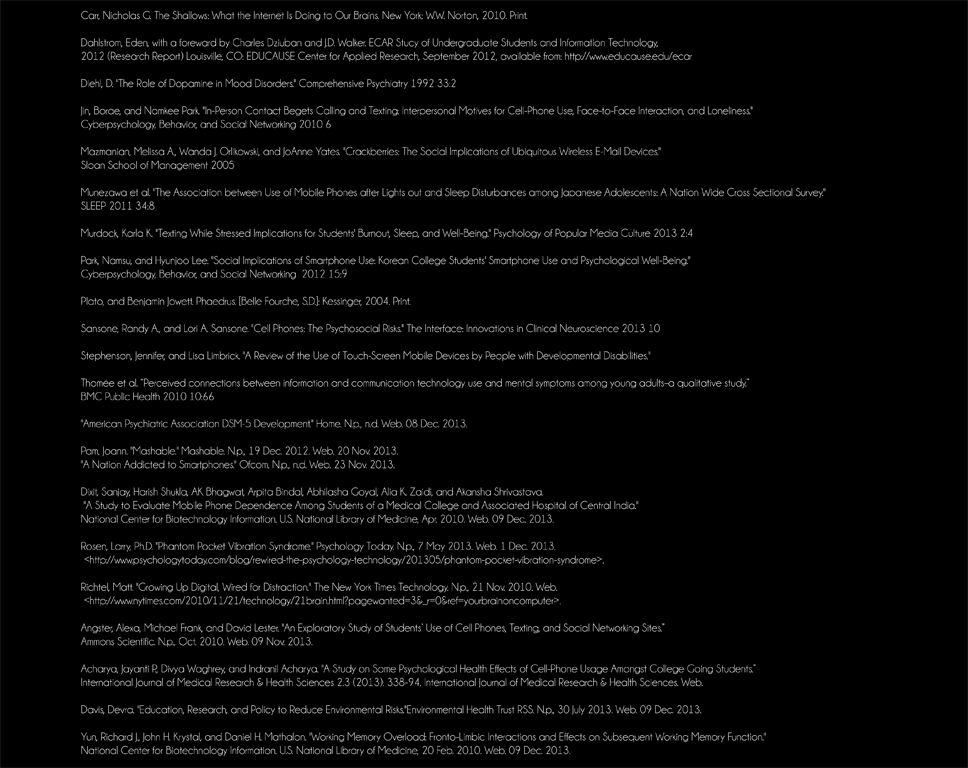 Carr, Nicholas G. The Shallows: What the Internet Is Doing to Our Brains. New York: W.W. Norton, 2010. Print.
Dahlstrom, Eden, with a foreward by Charles Dziuban and J.D. Walker. ECAR Stucy of Undergraduate Students and Information Technology,
2012 (Research Report) Louisville, CO: EDUCAUSE Center for Applied Research, September 2012, available from: http://www.educause.edu/ecar
Diehl, D. "The Role of Dopamine in Mood Disorders." Comprehensive Psychiatry 1992 33:2
Jin, Borae, and Namkee Park. "In-Person Contact Begets Calling and Texting: Interpersonal Motives for Cell-Phone Use, Face-to-Face Interaction, and Loneliness."
Cyberpsychology, Behavior, and Social Networking 2010 6
Mazmanian, Melissa A., Wanda J. Orlikowski, and JoAnne Yates. "Crackberries: The Social Implications of Ubiquitous Wireless E-Mail Devices."
Sloan School of Management 2005
Munezawa et al. "The Association between Use of Mobile Phones after Lights out and Sleep Disturbances among Japanese Adolescents: A Nation Wide Cross Sectional Survey."
SLEEP 2011 34:8
Murdock, Karla K. "Texting While Stressed Implications for Students' Burnout, Sleep, and Well-Being." Psychology of Popular Media Culture 2013 2:4
Park, Namsu, and Hyunjoo Lee. "Social Implications of Smartphone Use: Korean College Students' Smartphone Use and Psychological Well-Being."
Cyberpsychology, Behavior, and Social Networking 2012 15:9
Plato, and Benjamin Jowett. Phaedrus. [Belle Fourche, S.D.]: Kessinger, 2004. Print.
Sansone, Randy A., and Lori A. Sansone. "Cell Phones: The Psychosocial Risks." The Interface: Innovations in Clinical Neuroscience 2013 10
Stephenson, Jennifer, and Lisa Limbrick. "A Review of the Use of Touch-Screen Mobile Devices by People with Developmental Disabilities."
Thomée et al. "Perceived connections between information and communication technology use and mental symptoms among young adults–a qualitative study."
BMC Public Health 2010 10:66
"American Psychiatric Association DSM-5 Development." Home. N.p., n.d. Web. 08 Dec. 2013.
Pam, Joann. "Mashable." Mashable. N.p., 19 Dec. 2012. Web. 20 Nov. 2013.
"A Nation Addicted to Smartphones." Ofcom. N.p., n.d. Web. 23 Nov. 2013.
Dixit, Sanjay, Harish Shukla, AK Bhagwat, Arpita Bindal, Abhilasha Goyal, Alia K. Zaidi, and Akansha Shrivastava.
"A Study to Evaluate Mobile Phone Dependence Among Students of a Medical College and Associated Hospital of Central India."
National Center for Biotechnology Information. U.S. National Library of Medicine, Apr. 2010. Web. 09 Dec. 2013.
Rosen, Larry, Ph.D. "Phantom Pocket Vibration Syndrome." Psychology Today. N.p., 7 May 2013. Web. 1 Dec. 2013.
<http://www.psychologytoday.com/blog/rewired-the-psychology-technology/201305/phantom-pocket-vibration-syndrome>.
Richtel, Matt. "Growing Up Digital, Wired for Distraction." The New York Times Technology. N.p., 21 Nov. 2010. Web.
<http://www.nytimes.com/2010/11/21/technology/21brain.html?pagewanted=3&_r=0&ref=yourbrainoncomputer>.
Angster, Alexa, Michael Frank, and David Lester. "An Exploratory Study of Students' Use of Cell Phones, Texting, and Social Networking Sites."
Ammons Scientific. N.p., Oct. 2010. Web. 09 Nov. 2013.
Acharya, Jayanti P., Divya Waghrey, and Indranil Acharya. "A Study on Some Psychological Health Effects of Cell-Phone Usage Amongst College Going Students."
International Journal of Medical Research & Health Sciences 2.3 (2013): 338-94. International Journal of Medical Research & Health Sciences. Web.
Davis, Devra. "Education, Research, and Policy to Reduce Environmental Risks."Environmental Health Trust RSS. N.p., 30 July 2013. Web. 09 Dec. 2013.
Yun, Richard J., John H. Krystal, and Daniel H. Mathalon. "Working Memory Overload: Fronto-Limbic Interactions and Effects on Subsequent Working Memory Function."
National Center for Biotechnology Information. U.S. National Library of Medicine, 20 Feb. 2010. Web. 09 Dec. 2013.